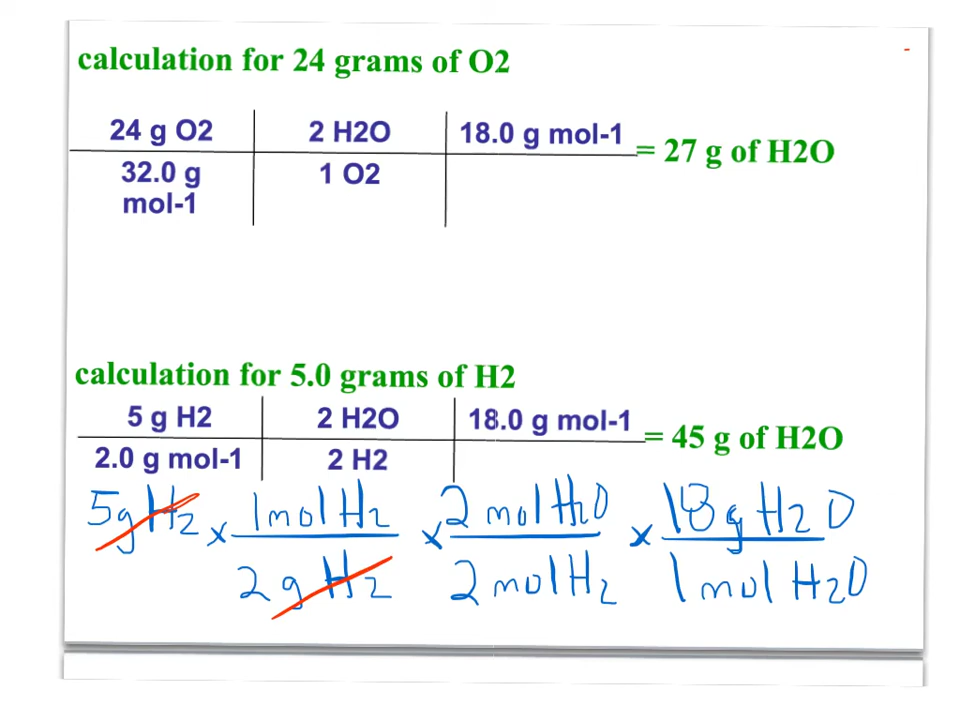 calculation for 24 grams of O2
24 g O2 2 H2O 18.0 g mol-1
= 27 g of H2O
32.0 g 1 O2
mol-1
calculation for 5.0 grams of H2
5 g H2 2 H2O 18.0 g mol-1
= 45 g of H2O
2.0 g mol-1 2 H2
5g H2 x 1 mol H2 x 2 mol H2O x 18 g H2O
2 g H2 2 mol H2 1 mol H2O